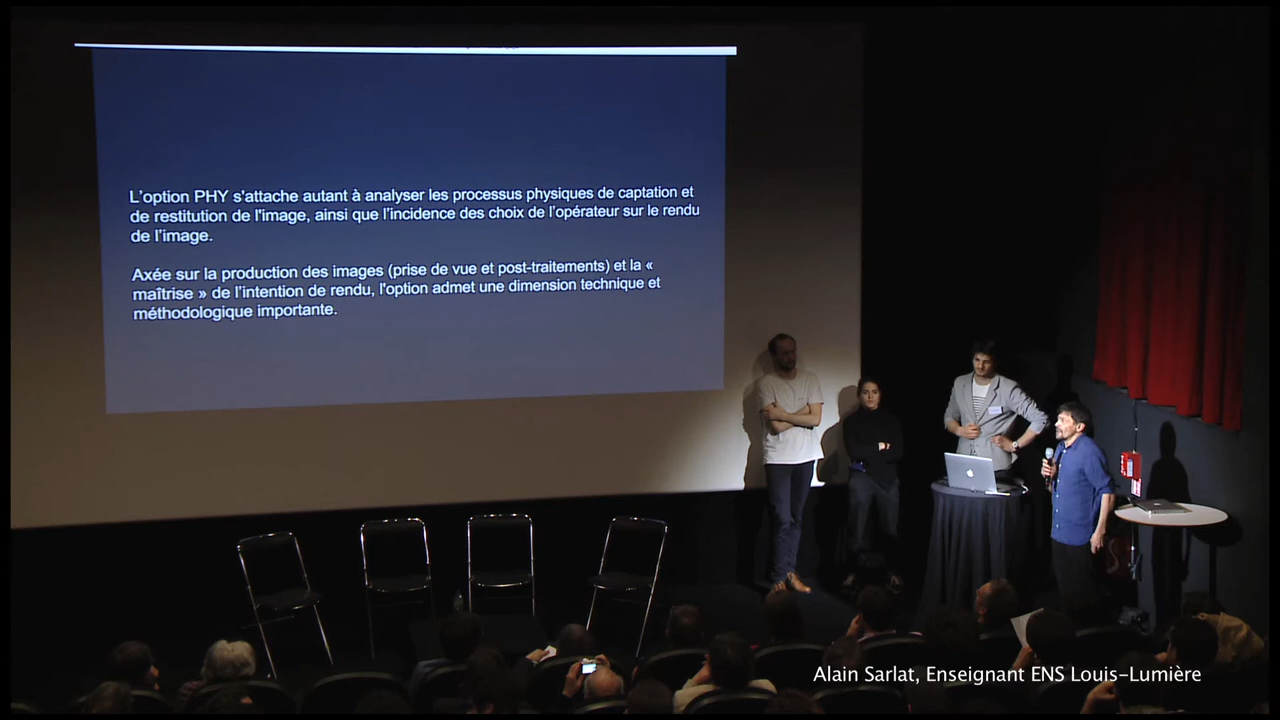 L'option PHY s'attache autant à analyser les processus physiques de captation et
de restitution de l'image, ainsi que l'incidence des choix de l'opérateur sur le rendu
de l'image.
Axée sur la production des images (prise de vue et post-traitements) et la «
maîtrise » de l'intention de rendu, l'option admet une dimension technique et
méthodologique importante.
Alain Sarlat, Enseignant ENS Louis-Lumière